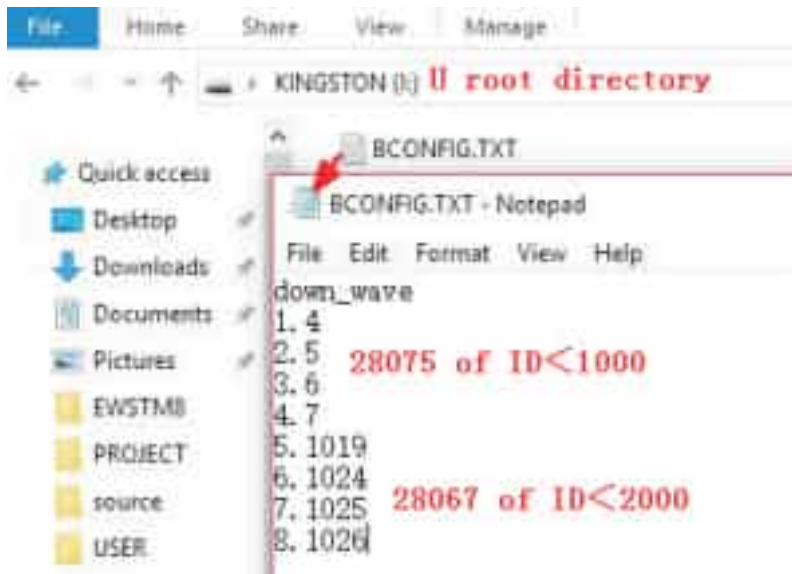 File Home Share View Manage
KINGSTON (I:) U root directory
BCONFIG.TXT
Quick access
BCONFIG.TXT - Notepad
Desktop
File Edit Format View Help
Downloads
down_wave
1. 4
Documents
2. 5
28075 of ID<1000
Pictures
3. 6
4. 7
EWSTM8
5. 1019
PROJECT
6. 1024
source
7. 1025
28067 of ID<2000
8. 1026
USER